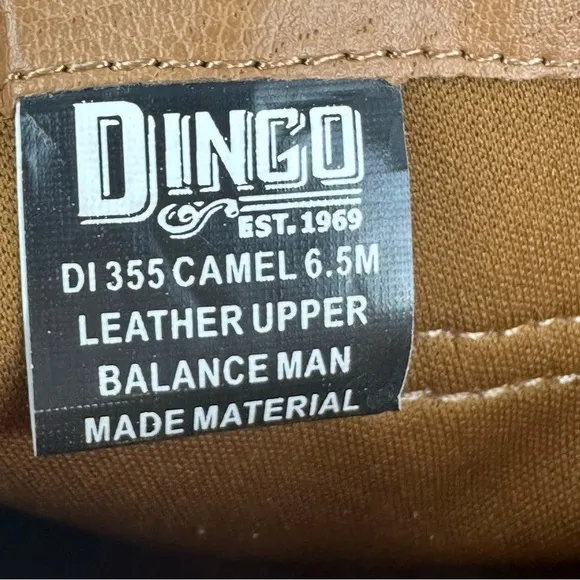 DINGO
EST. 1969
DI 355 CAMEL 6.5M
LEATHER UPPER
BALANCE MAN
MADE MATERIAL